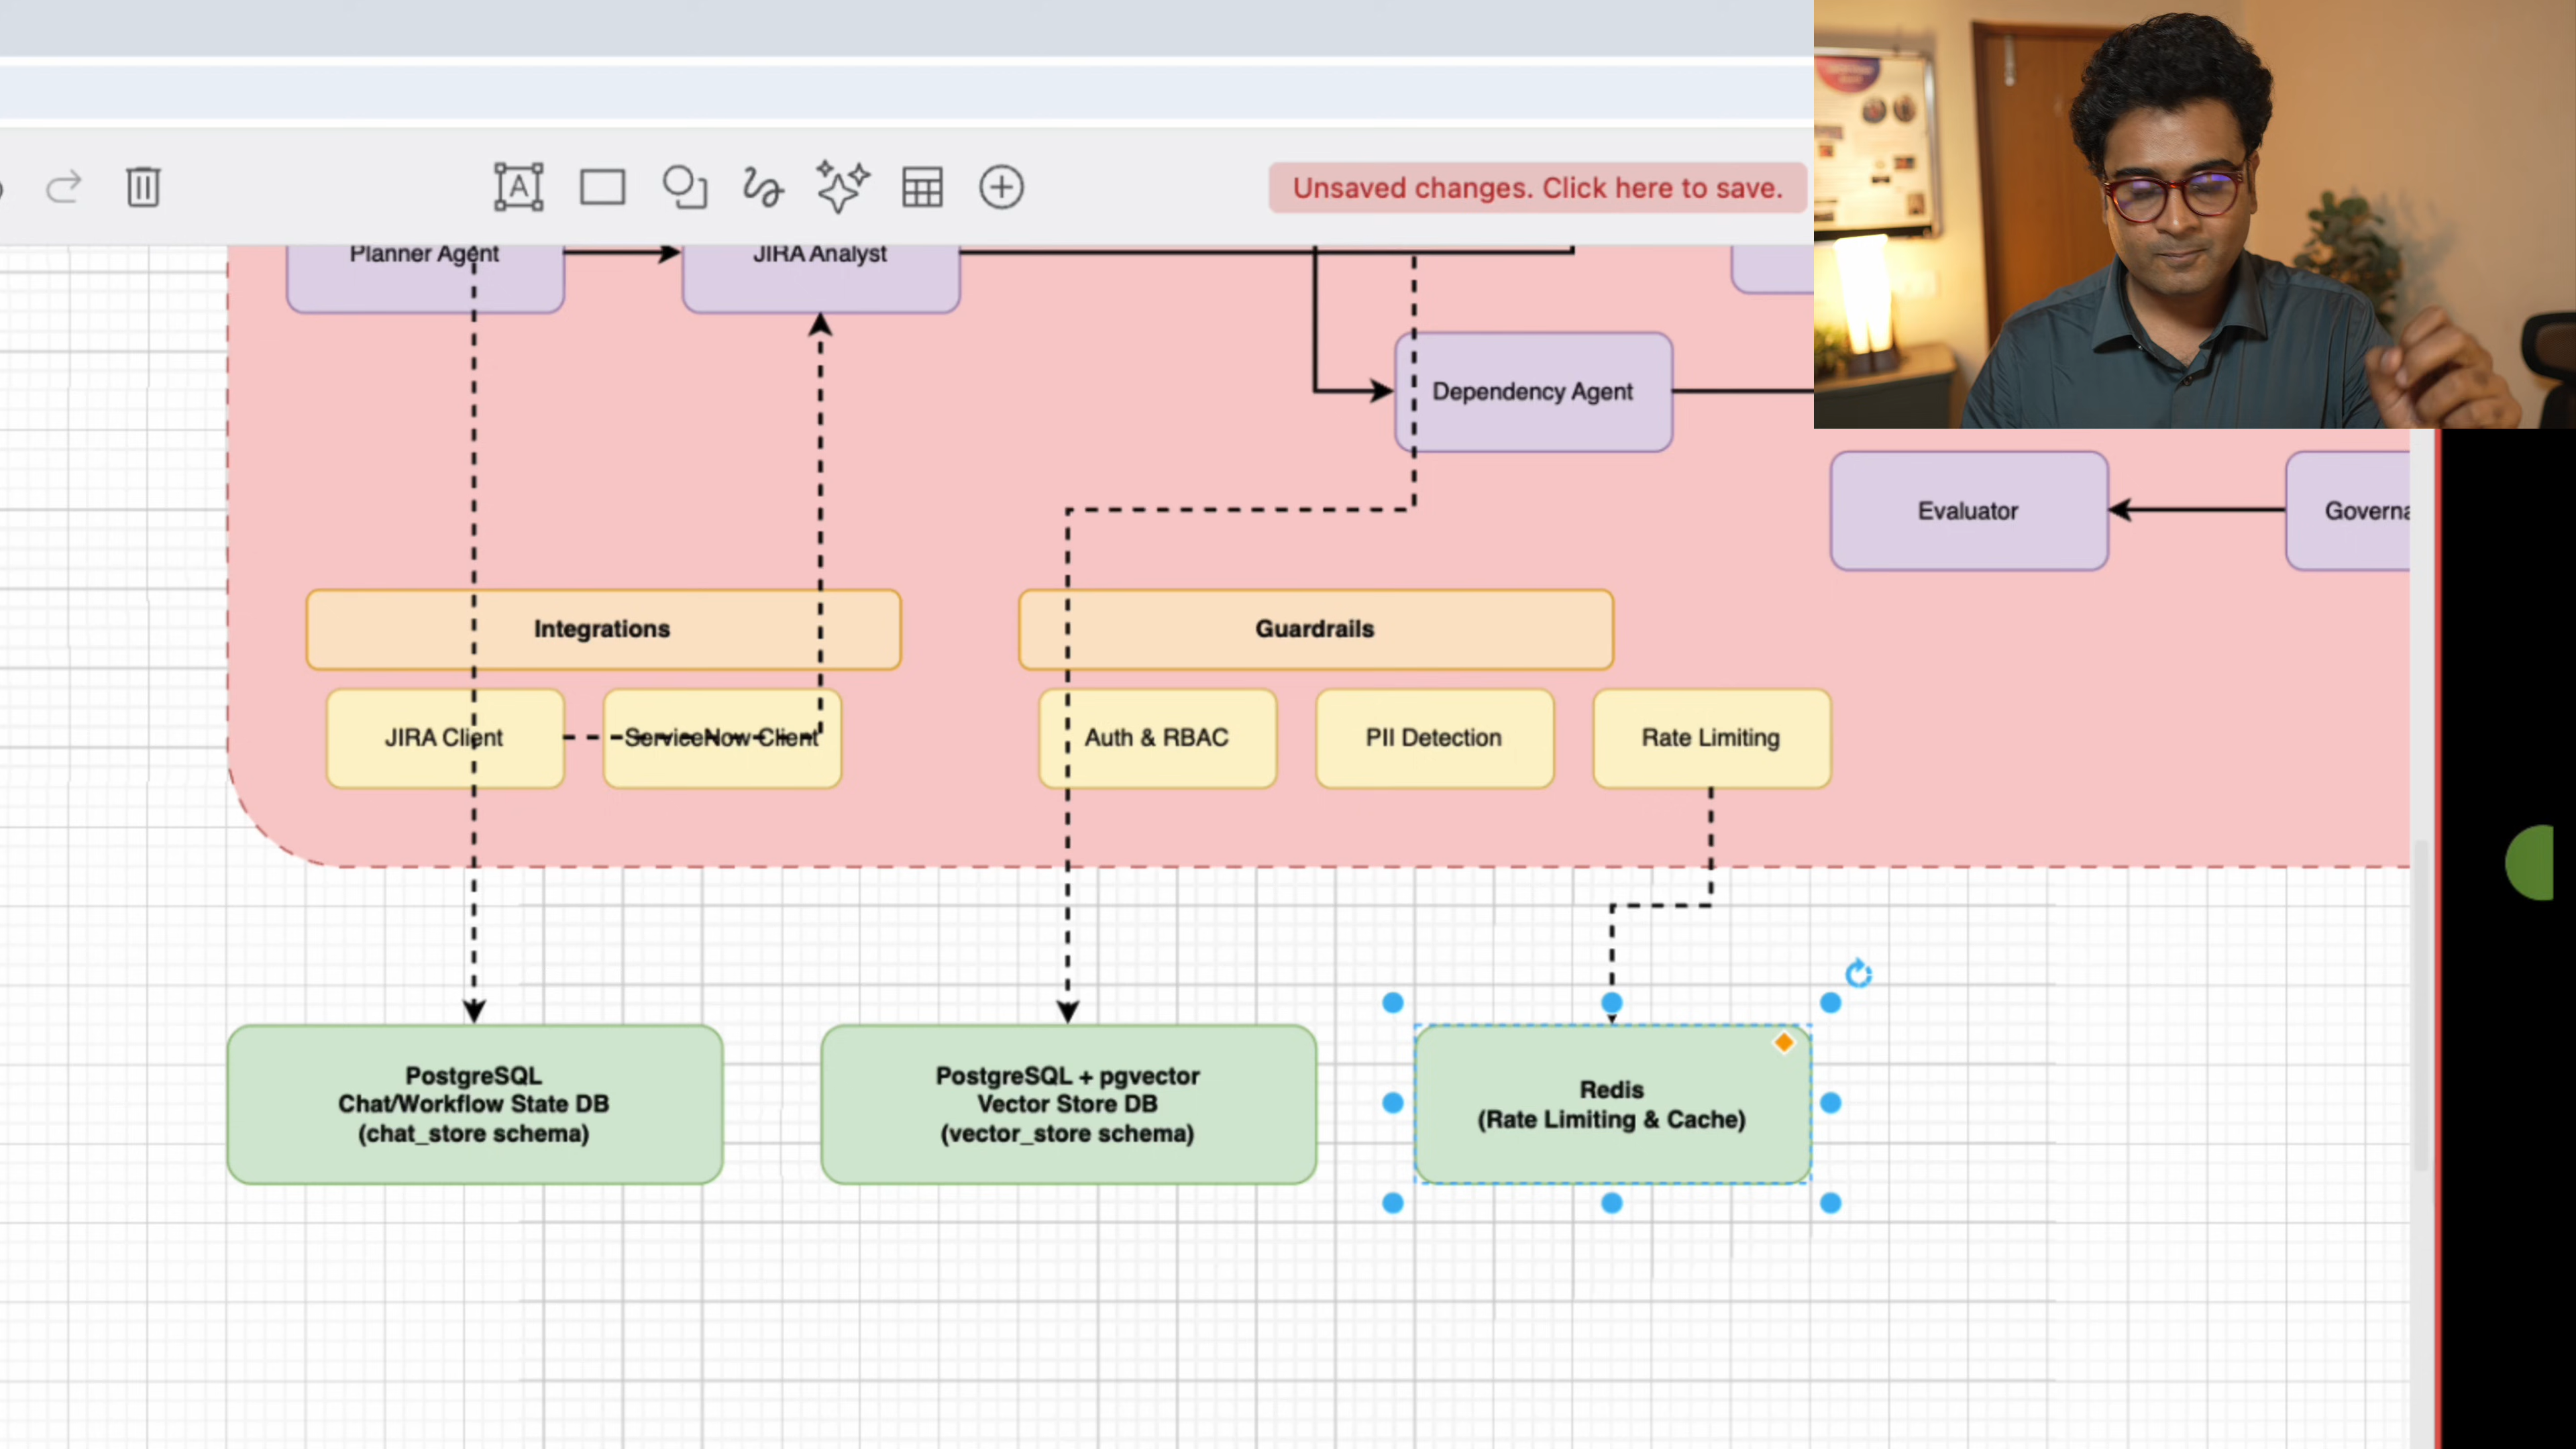 Unsaved changes. Click here to save.
Planner Agent
JIRA Analyst
Dependency Agent
Evaluator
Governa
Integrations
Guardrails
JIRA Client
ServiceNow Client
Auth & RBAC
PII Detection
Rate Limiting
PostgreSQL
Chat/Workflow State DB
(chat_store schema)
PostgreSQL + pgvector
Vector Store DB
(vector_store schema)
Redis
(Rate Limiting & Cache)